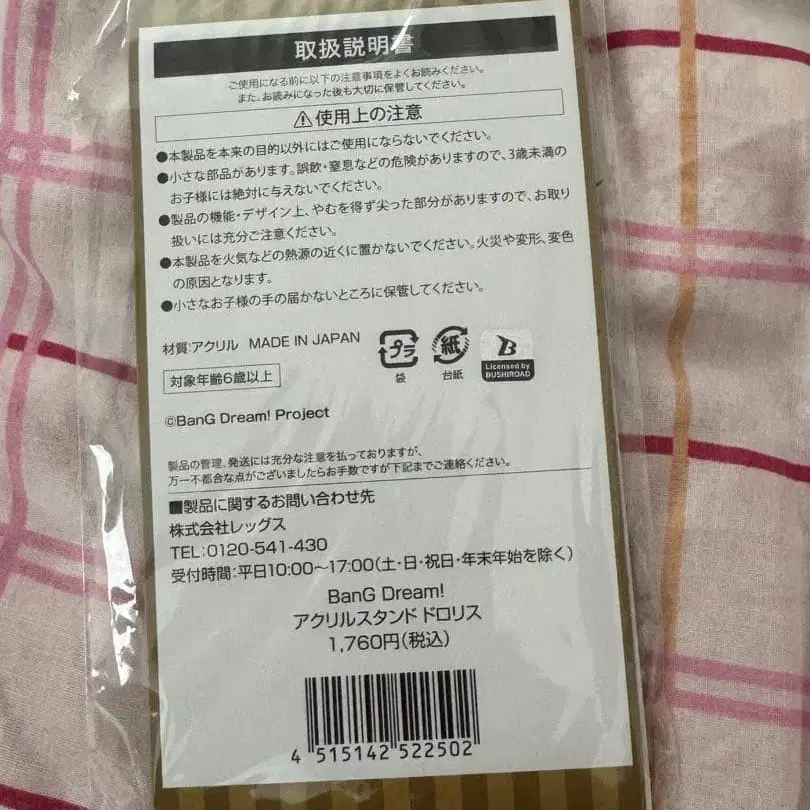 取扱説明書
ご使用になる前に以下の注意事項をよくお読みください。
また、お読みになった後も大切に保管してください。
⚠使用上の注意
●本製品を本来の目的以外にはご使用にならないでください。
●小さな部品があります。誤飲・窒息などの危険がありますので、3歳未満の
お子様には絶対に与えないでください。
●製品の機能・デザイン上、やむを得ず尖った部分がありますので、お取り
扱いには充分ご注意ください。
●本製品を火気などの熱源の近くに置かないでください。火災や変形、変色
の原因となります。
●小さなお子様の手の届かないところに保管してください。
材質:アクリル MADE IN JAPAN
プラ
袋
紙
台紙
B
Licensed by
BUSHIROAD
対象年齢6歳以上
©BanG Dream! Project
製品の管理、発送には充分な注意を払っておりますが、
万一不都合な点がございましたらお手数ですが下記までご連絡ください。
■製品に関するお問い合わせ先
株式会社レッグス
TEL:0120-541-430
受付時間:平日10:00〜17:00(土・日・祝日・年末年始を除く)
BanG Dream!
アクリルスタンド ドロリス
1,760円(税込)
4 515142 522502